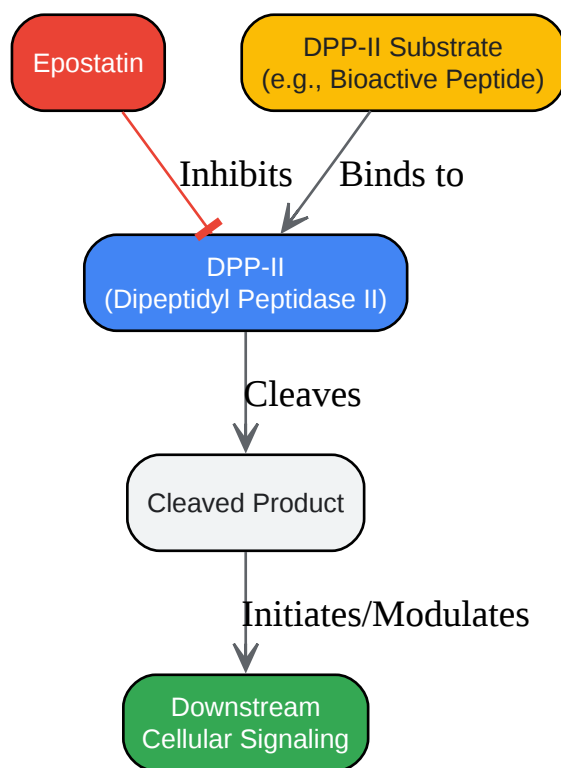 Epostatin
DPP-II Substrate
(e.g., Bioactive Peptide)
Inhibits
Binds to
DPP-II
(Dipeptidyl Peptidase II)
Cleaves
Cleaved Product
Initiates/Modulates
Downstream
Cellular Signaling